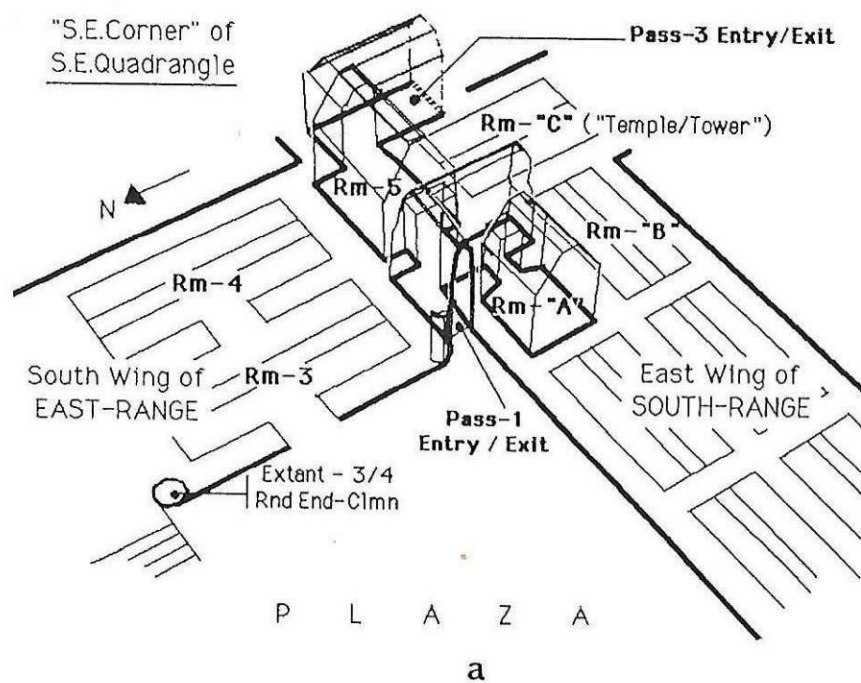 "S.E.Corner" of
S.E.Quadrangle
Pass-3 Entry/Exit
Rm-"C" ("Temple/Tower")
Rm-5
N
Rm-"B"
Rm-4
Rm-"A"
South Wing of
EAST-RANGE
Rm-3
East Wing of
SOUTH-RANGE
Pass-1
Entry / Exit
Extant - 3/4
Rnd End-Clmn
P L A Z A
a